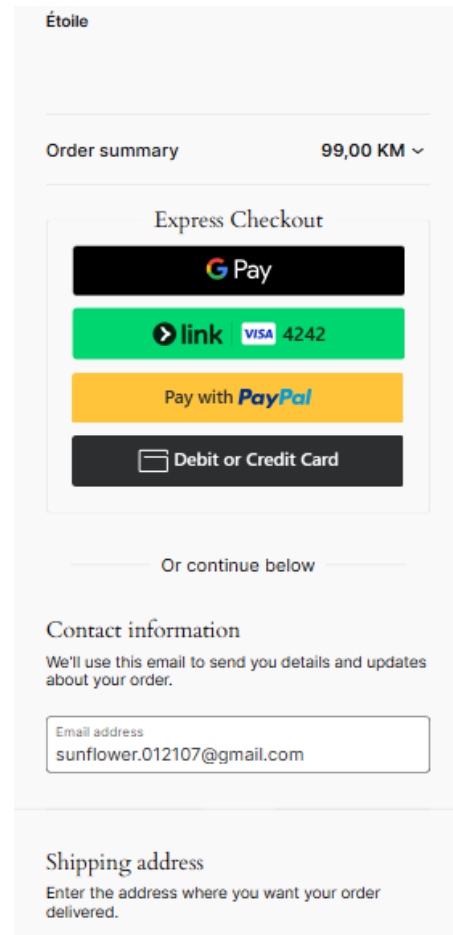 Étoile
Order summary 99,00 KM
Express Checkout
G Pay
link VISA 4242
Pay with PayPal
Debit or Credit Card
Or continue below
Contact information
We'll use this email to send you details and updates
about your order.
Email address
sunflower.012107@gmail.com
Shipping address
Enter the address where you want your order
delivered.